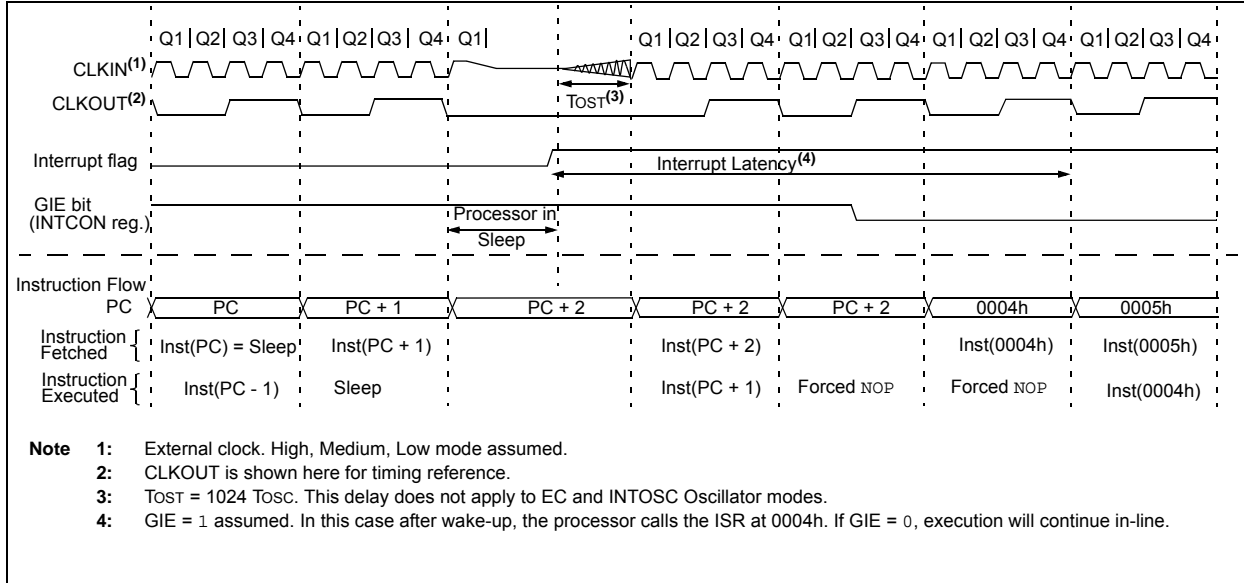 Q1 Q2 Q3 Q4 Q1 Q2 Q3 Q4 Q1 Q1 Q2 Q3 Q4 Q1 Q2 Q3 Q4 Q1 Q2 Q3 Q4 Q1 Q2 Q3 Q4
CLKIN(1)
CLKOUT(2) TOST(3)
Interrupt flag Interrupt Latency(4)
GIE bit
(INTCON reg.) Processor in
Sleep
Instruction Flow
PC PC PC + 1 PC + 2 PC + 2 PC + 2 0004h 0005h
Instruction
Fetched Inst(PC) = Sleep Inst(PC + 1) Inst(PC + 2) Inst(0004h) Inst(0005h)
Instruction
Executed Inst(PC - 1) Sleep Inst(PC + 1) Forced NOP Forced NOP Inst(0004h)
Note 1: External clock. High, Medium, Low mode assumed.
2: CLKOUT is shown here for timing reference.
3: TOST = 1024 TOSC. This delay does not apply to EC and INTOSC Oscillator modes.
4: GIE = 1 assumed. In this case after wake-up, the processor calls the ISR at 0004h. If GIE = 0, execution will continue in-line.